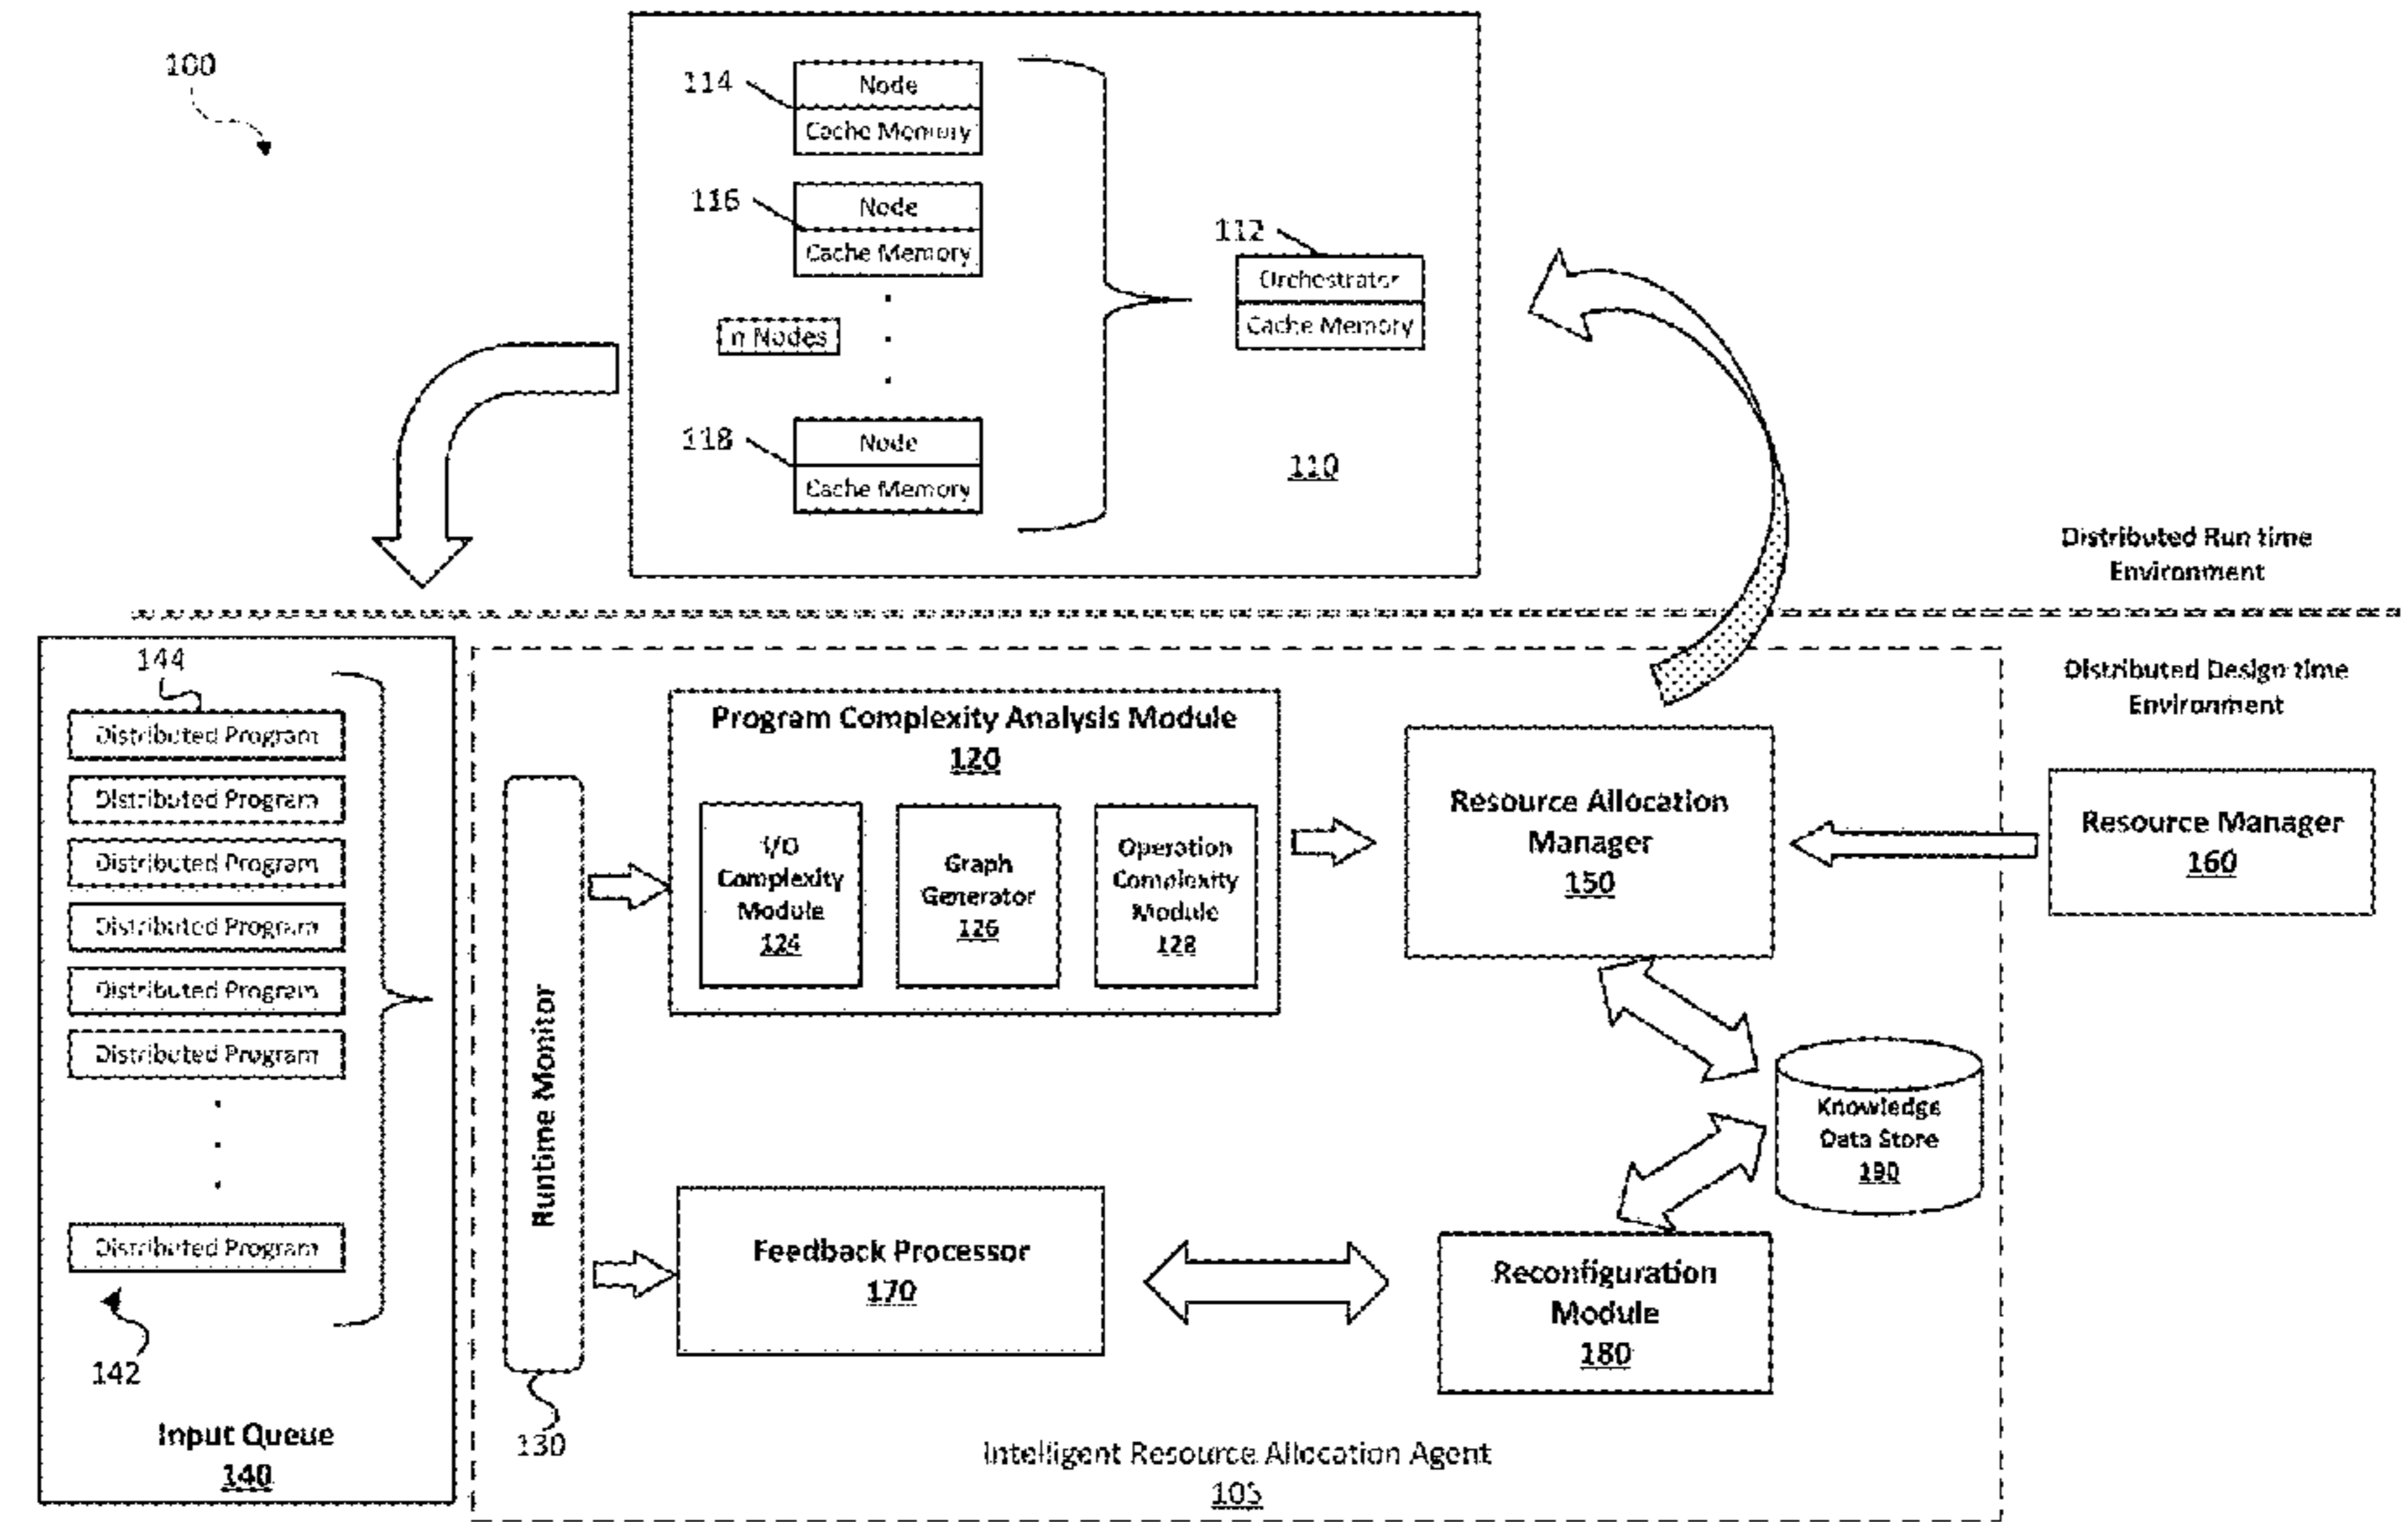 100
114
Node
Cache Memory
116
Node
Cache Memory
n Nodes
118
Node
Cache Memory
112
Orchestrator
Cache Memory
110
Distributed Run time
Environment
Distributed Design time
Environment
144
Distributed Program
Distributed Program
Distributed Program
Distributed Program
Distributed Program
Distributed Program
Distributed Program
142
Input Queue
140
Runtime Monitor
130
Program Complexity Analysis Module
120
I/O
Complexity
Module
124
Graph
Generator
126
Operation
Complexity
Module
128
Resource Allocation
Manager
150
Resource Manager
160
Knowledge
Data Store
190
Feedback Processor
170
Reconfiguration
Module
180
Intelligent Resource Allocation Agent
105